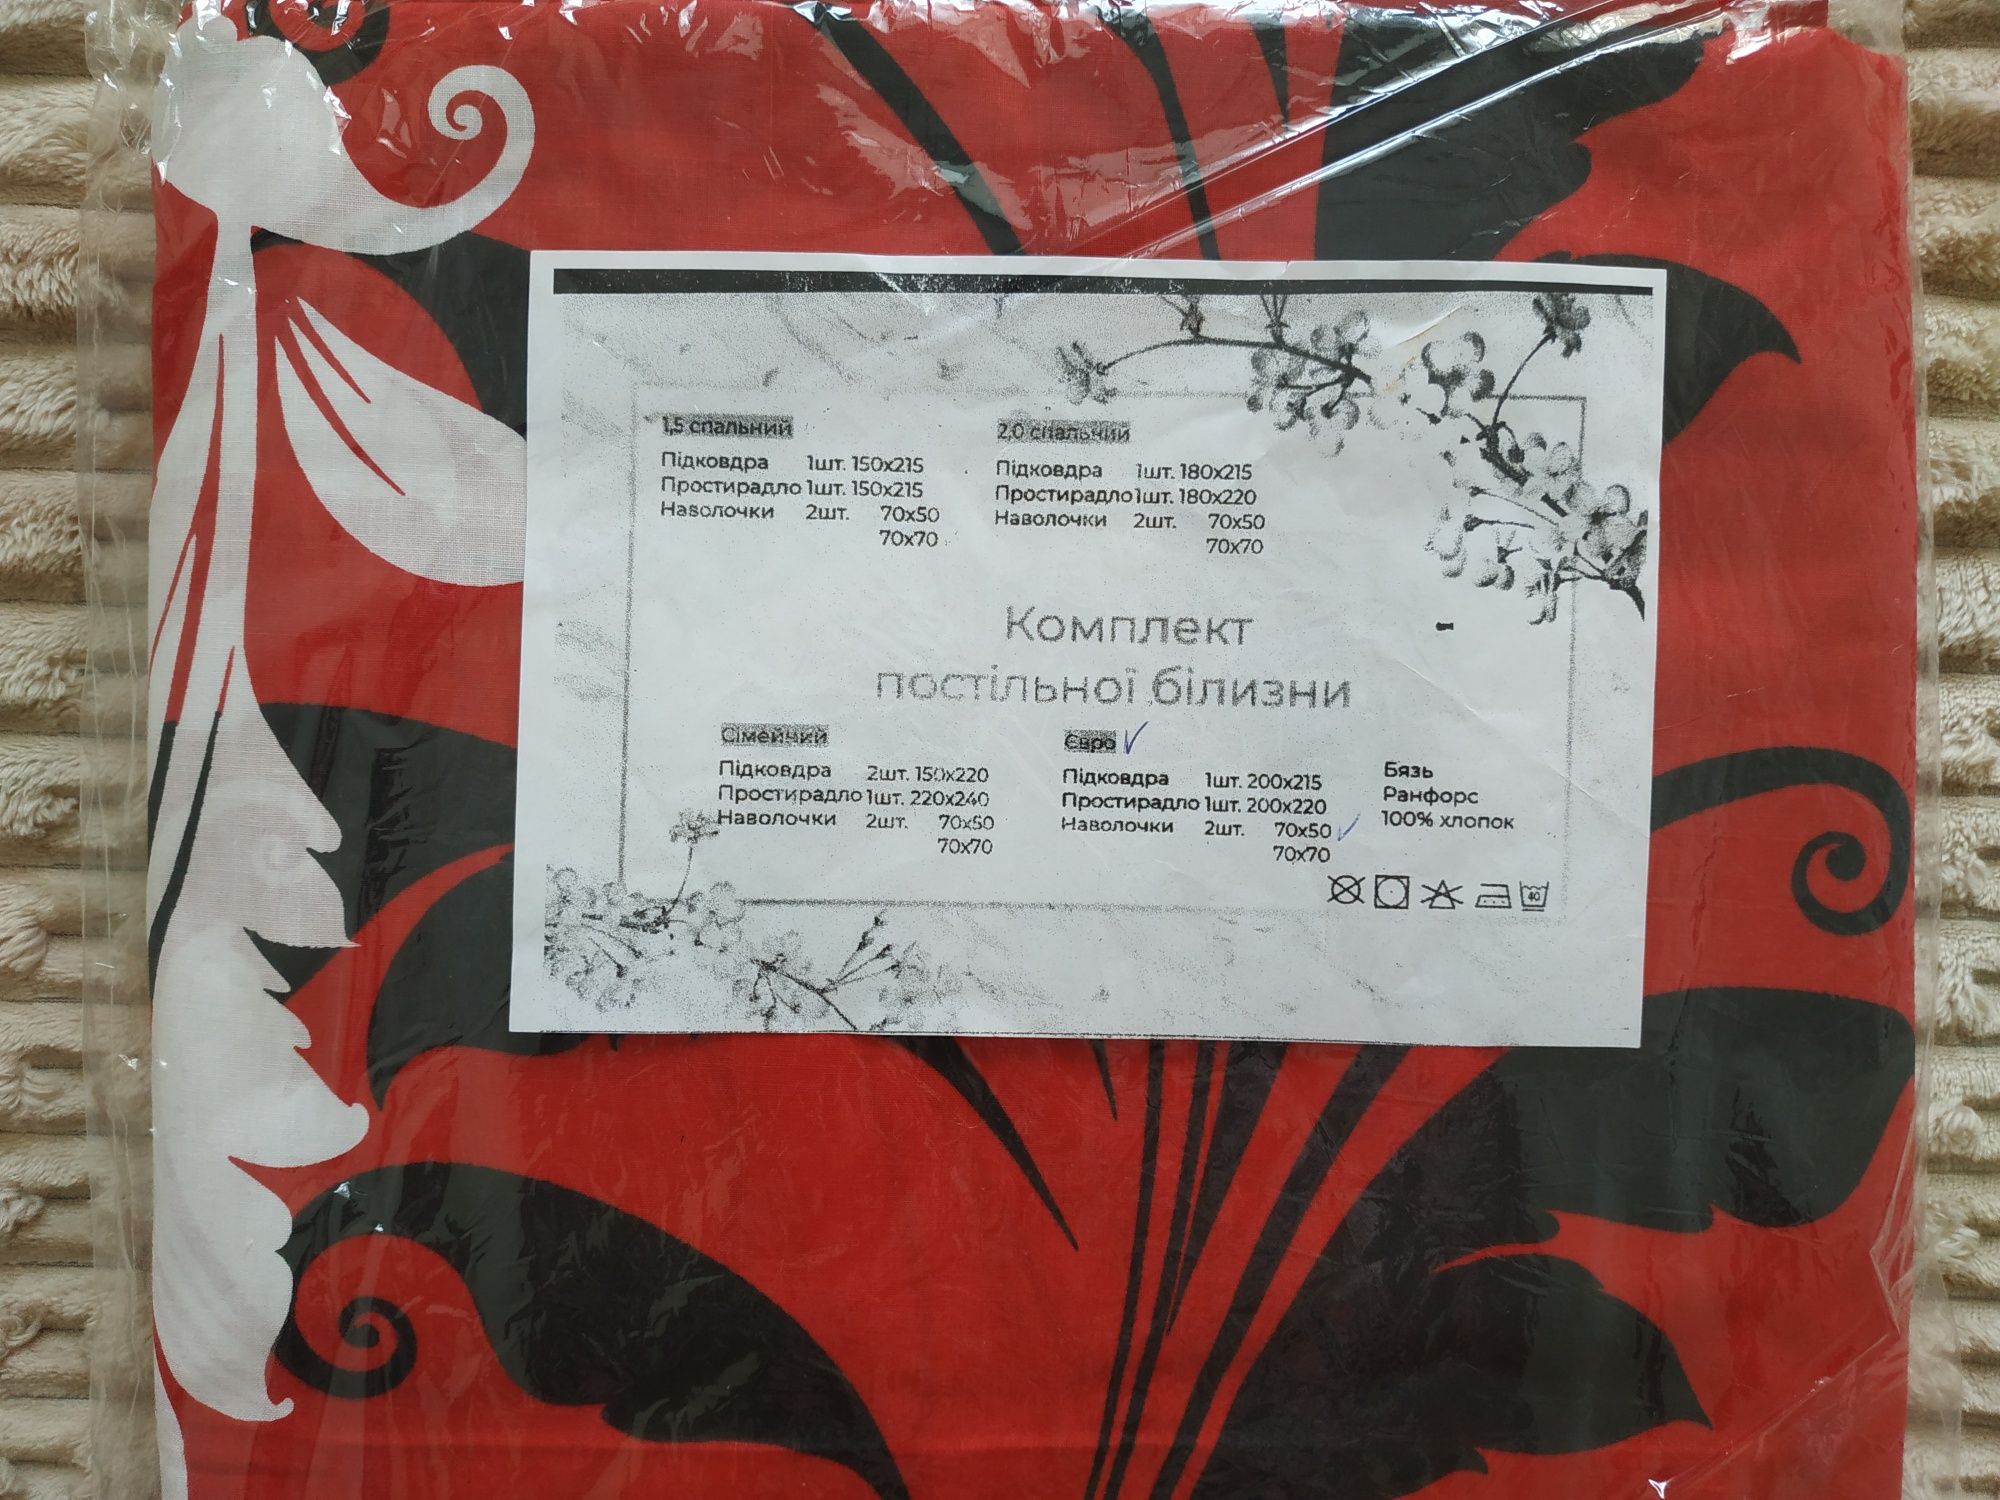 1,5 спальний
Підковдра 1шт. 150x215
Простирадло 1шт. 150x215
Наволочки 2шт. 70x50
70x70
2,0 спальний
Підковдра 1шт. 180x215
Простирадло 1шт. 180x220
Наволочки 2шт. 70x50
70x70
Комплект
постільної білизни
Сімейний
Підковдра 2шт. 150x220
Простирадло 1шт. 220x240
Наволочки 2шт. 70x50
70x70
Євро ✓
Підковдра 1шт. 200x215
Простирадло 1шт. 200x220
Наволочки 2шт. 70x50 ✓
70x70
Бязь
Ранфорс
100% хлопок
40